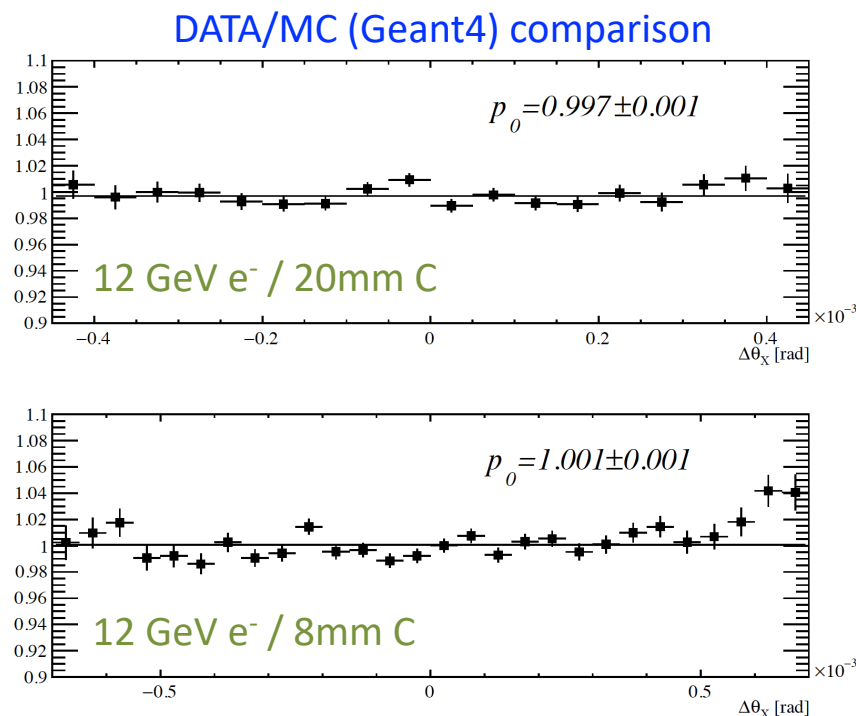 DATA/MC (Geant4) comparison
1.1
1.08
1.06
1.04
1.02
1
0.98
0.96
0.94
0.92
0.9
p₀=0.997±0.001
12 GeV e⁻ / 20mm C
−0.4 −0.2 0 0.2 0.4
×10⁻³
Δθ_X [rad]
1.1
1.08
1.06
1.04
1.02
1
0.98
0.96
0.94
0.92
0.9
p₀=1.001±0.001
12 GeV e⁻ / 8mm C
−0.5 0 0.5
×10⁻³
Δθ_X [rad]